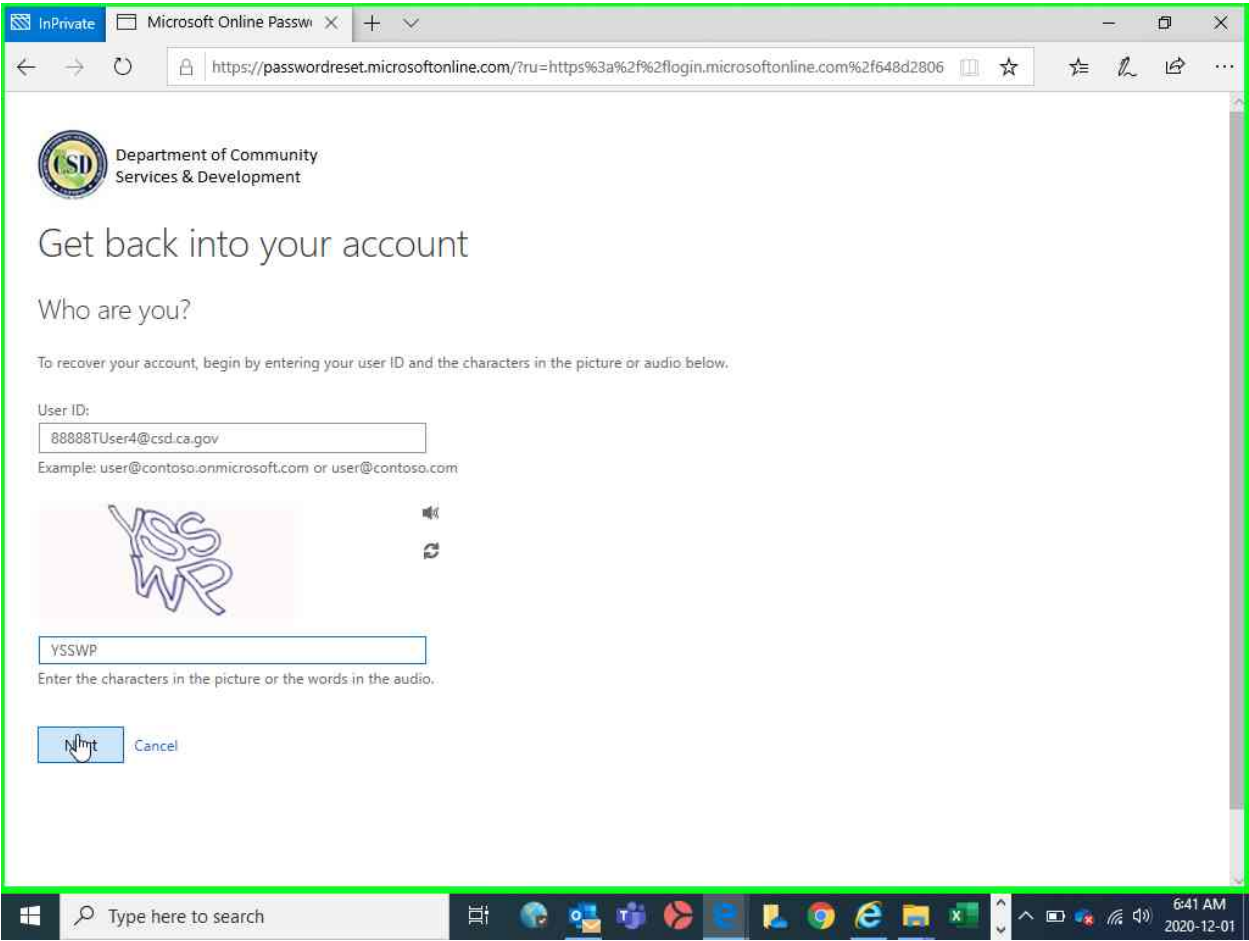 InPrivate
Microsoft Online Passw
https://passwordreset.microsoftonline.com/?ru=https%3a%2f%2flogin.microsoftonline.com%2f648d2806
CSD
Department of Community
Services & Development
Get back into your account
Who are you?
To recover your account, begin by entering your user ID and the characters in the picture or audio below.
User ID:
88888TUser4@csd.ca.gov
Example: user@contoso.onmicrosoft.com or user@contoso.com
YSS
WP
YSSWP
Enter the characters in the picture or the words in the audio.
Next Cancel
Type here to search
6:41 AM
2020-12-01